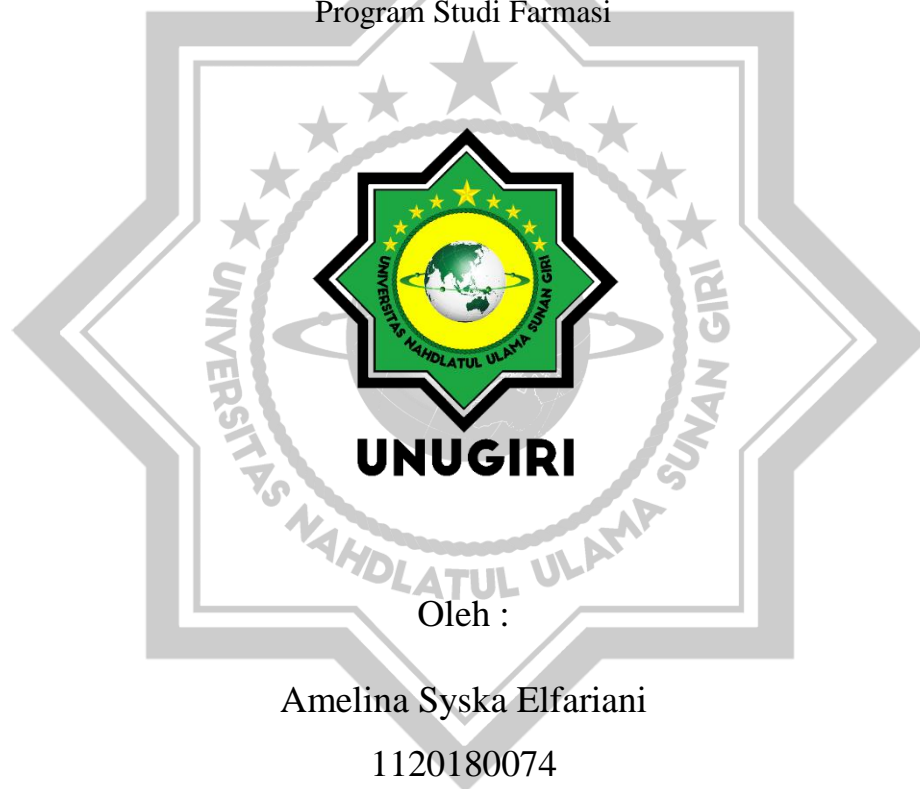 Program Studi Farmasi
UNIVERSITAS NAHDLATUL ULAMA SUNAN GIRI
UNIVERSITAS NAHDLATUL ULAMA SUNAN GIRI
UNUGIRI
Oleh :
Amelina Syska Elfariani
1120180074